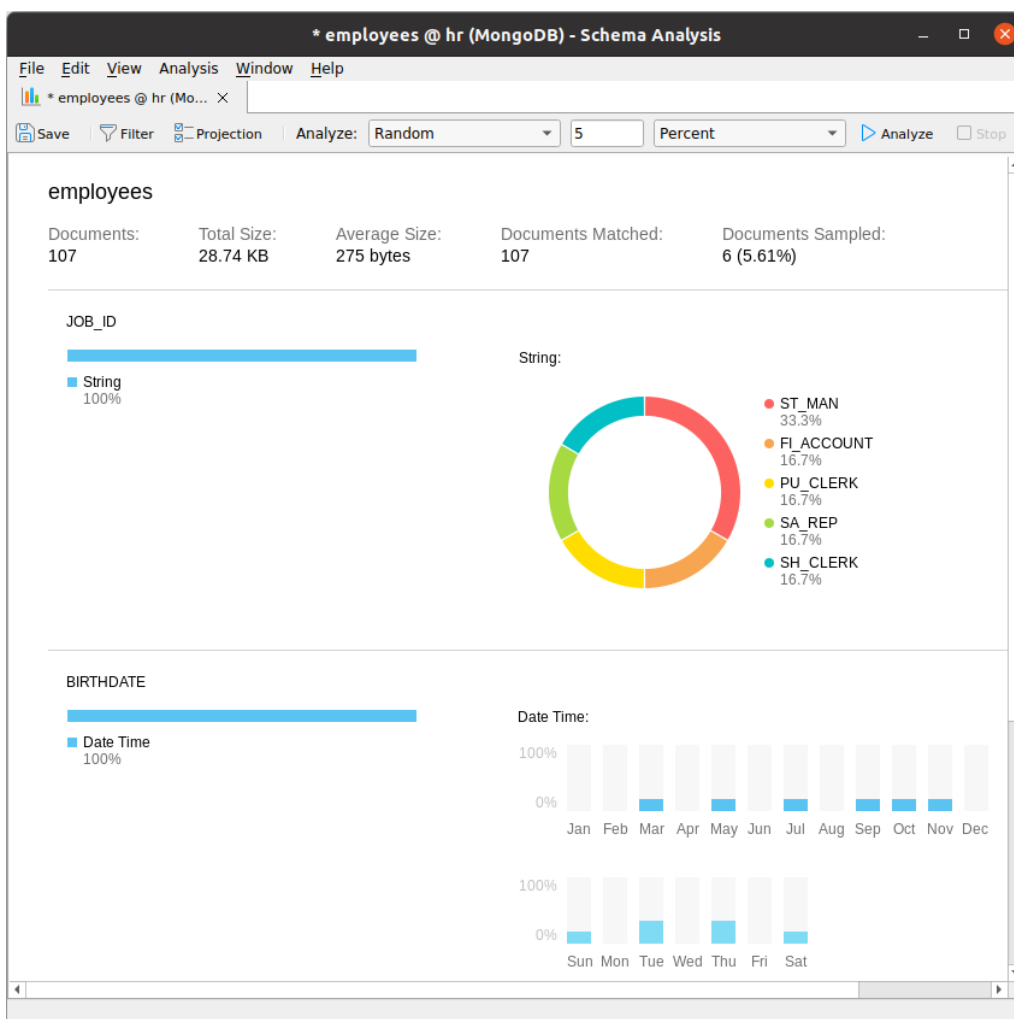 * employees @ hr (MongoDB) - Schema Analysis
File Edit View Analysis Window Help
* employees @ hr (Mo...
Save Filter Projection Analyze: Random 5 Percent Analyze Stop
employees
Documents: Total Size: Average Size: Documents Matched: Documents Sampled:
107 28.74 KB 275 bytes 107 6 (5.61%)
JOB_ID
String
100%
String:
ST_MAN
33.3%
FI_ACCOUNT
16.7%
PU_CLERK
16.7%
SA_REP
16.7%
SH_CLERK
16.7%
BIRTHDATE
Date Time
100%
Date Time:
100%
0%
Jan Feb Mar Apr May Jun Jul Aug Sep Oct Nov Dec
100%
0%
Sun Mon Tue Wed Thu Fri Sat